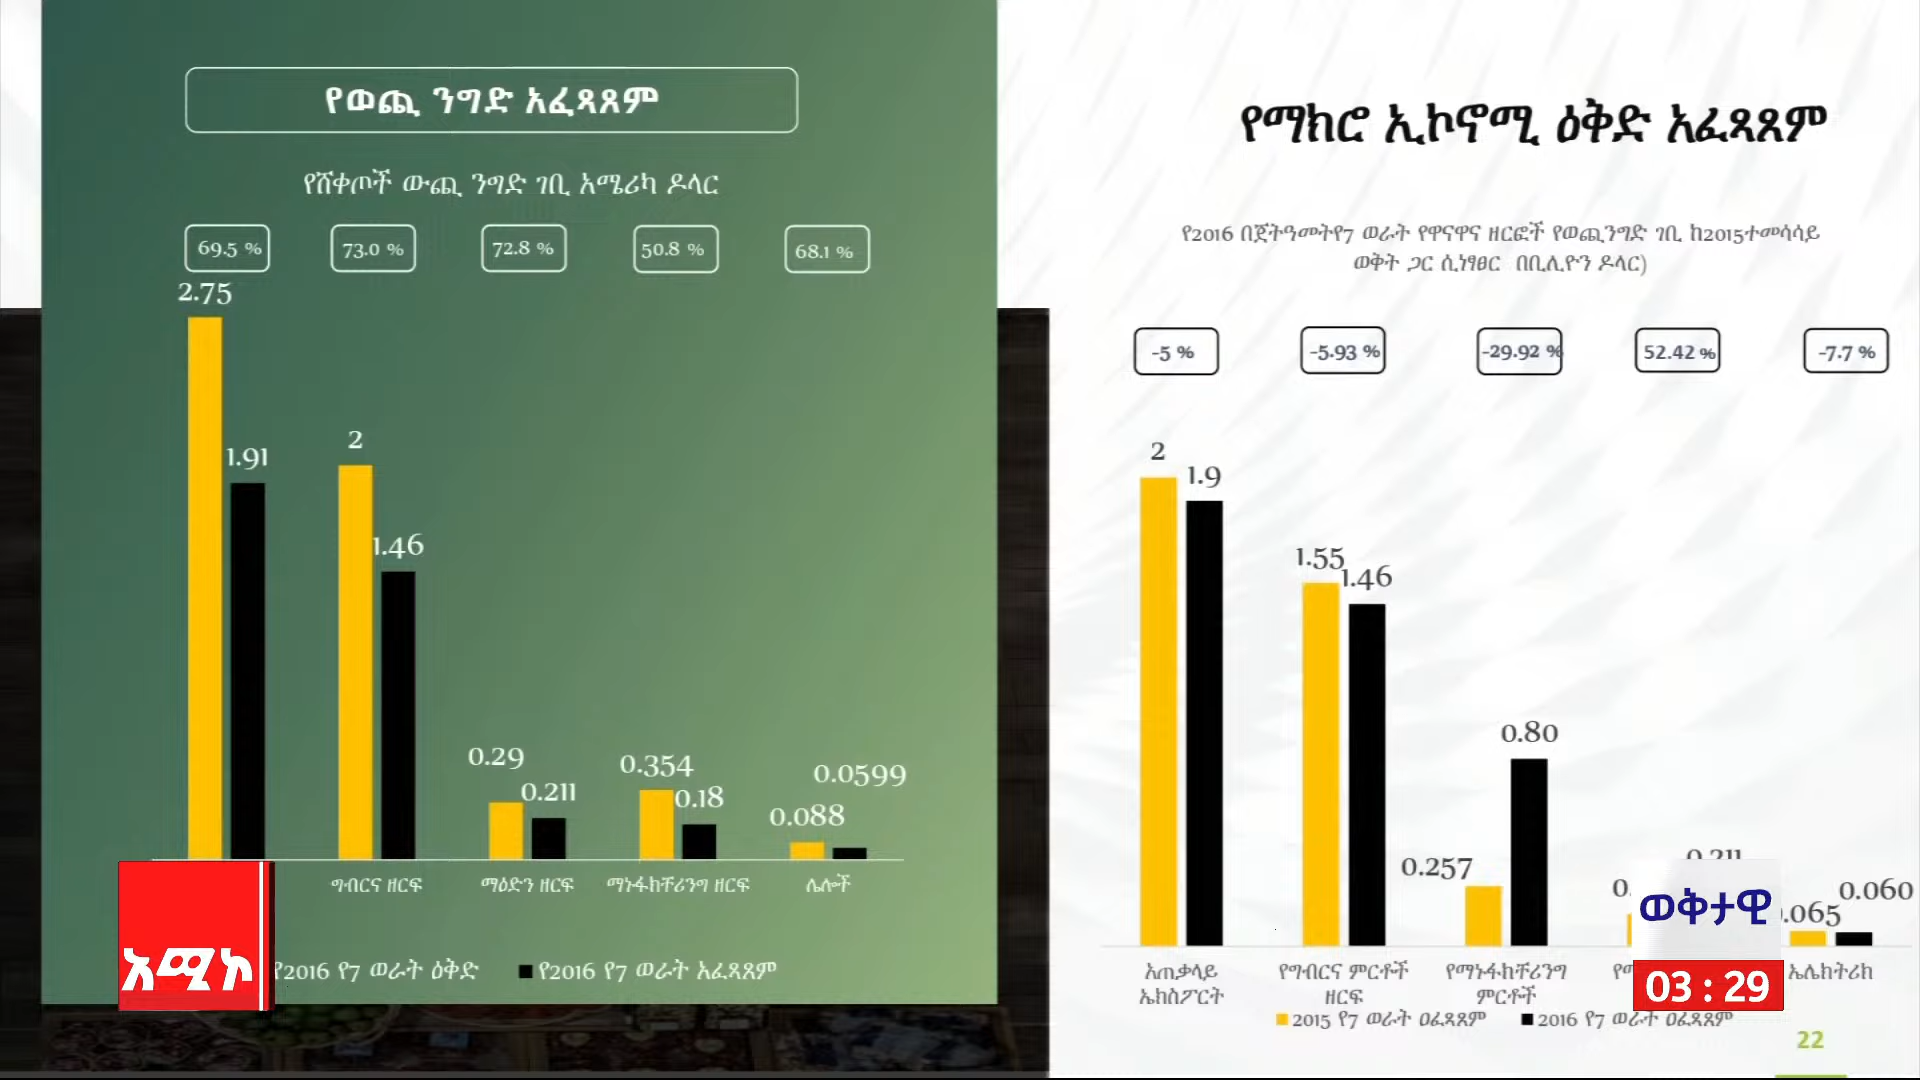 የወጪ ንግድ አፈጻጸም
የሸቀጦች ውጪ ንግድ ገቢ አሜሪካ ዶላር
69.5 % 73.0 % 72.8 % 50.8 % 68.1 %
2.75
1.91
2
1.46
0.29
0.211
0.354
0.18
0.088
0.0599
ግብርና ዘርፍ ማዕድን ዘርፍ ማኑፋክቸሪንግ ዘርፍ ሌሎች
የ2016 የ7 ወራት ዕቅድ የ2016 የ7 ወራት አፈጻጸም
አሚኮ
የማክሮ ኢኮኖሚ ዕቅድ አፈጻጸም
የ2016 በጀትዓመትየ7 ወራት የዋናዋና ዘርፎች የወጪንግድ ገቢ ከ2015ተመሳሳይ
ወቅት ጋር ሲነፃፀር በቢሊዮን ዶላር)
-5 % -5.93 % -29.92 % 52.42 % -7.7 %
2
1.9
1.55
1.46
0.257
0.80
0.211
.065
0.060
አጠቃላይ
ኤክስፖርት
የግብርና ምርቶች
ዘርፍ
የማኑፋክቸሪንግ
ምርቶች
ኤሌክትሪክ
2015 የ7 ወራት ዐፈጻጸም 2016 የ7 ወራት ዐፈጻጸም
ወቅታዊ
03 : 29
22